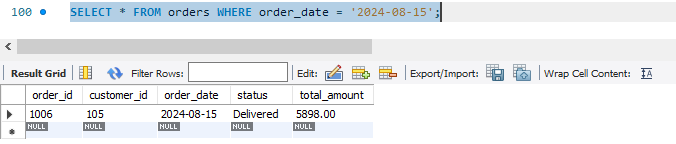 100 SELECT * FROM orders WHERE order_date = '2024-08-15';
Result Grid Filter Rows: Edit: Export/Import: Wrap Cell Content: IA
order_id customer_id order_date status total_amount
1006 105 2024-08-15 Delivered 5898.00
* NULL NULL NULL NULL NULL